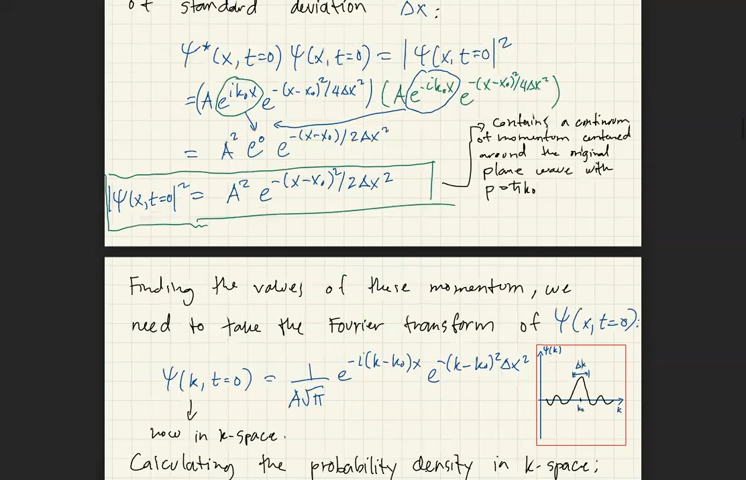 of standard deviation Δx:
Ψ*(x, t=0) Ψ(x, t=0) = |Ψ(x, t=0|²
=(A e^{ik₀x} e^{-(x-x₀)²/4Δx²}) (A e^{-ik₀x} e^{-(x-x₀)²/4Δx²})
= A² e⁰ e^{-(x-x₀)/2Δx²}
|Ψ(x,t=0|² = A² e^{-(x-x₀)²/2Δx²}
contains a continuum
of momentum centered
around the original
plane wave with
p=ħk₀
Finding the values of these momentum, we
need to take the Fourier transform of Ψ(x, t=0):
Ψ(k, t=0) = 1/A√π e^{-i(k-k₀)x} e^{-(k-k₀)²Δx²}
Ψ(k)
Δk
k₀
k
now in k-space.
Calculating the probability density in k-space;